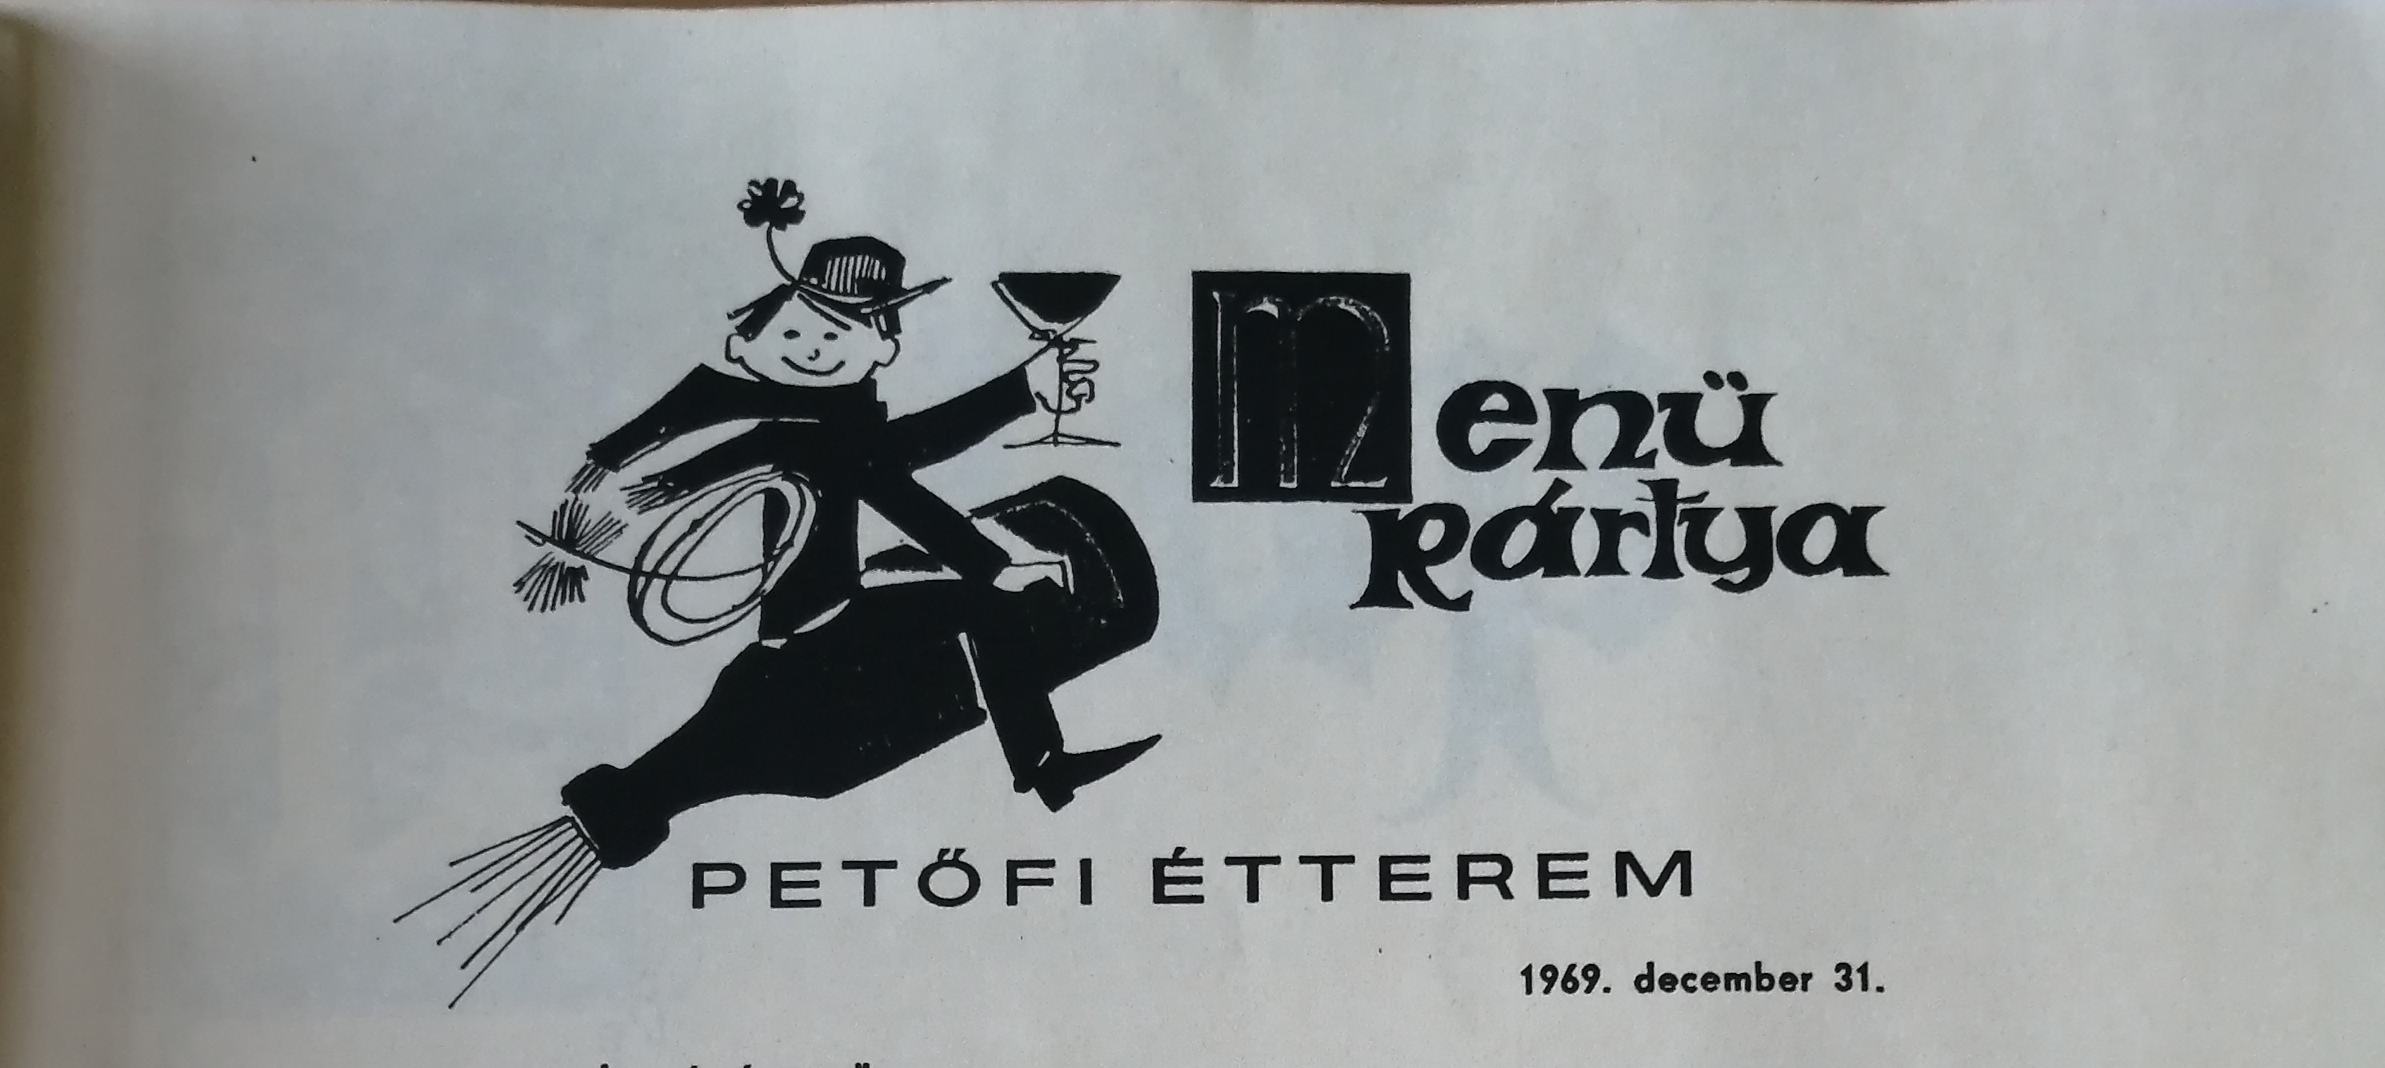 Menü
kártya
PETŐFI ÉTTEREM
1969. december 31.